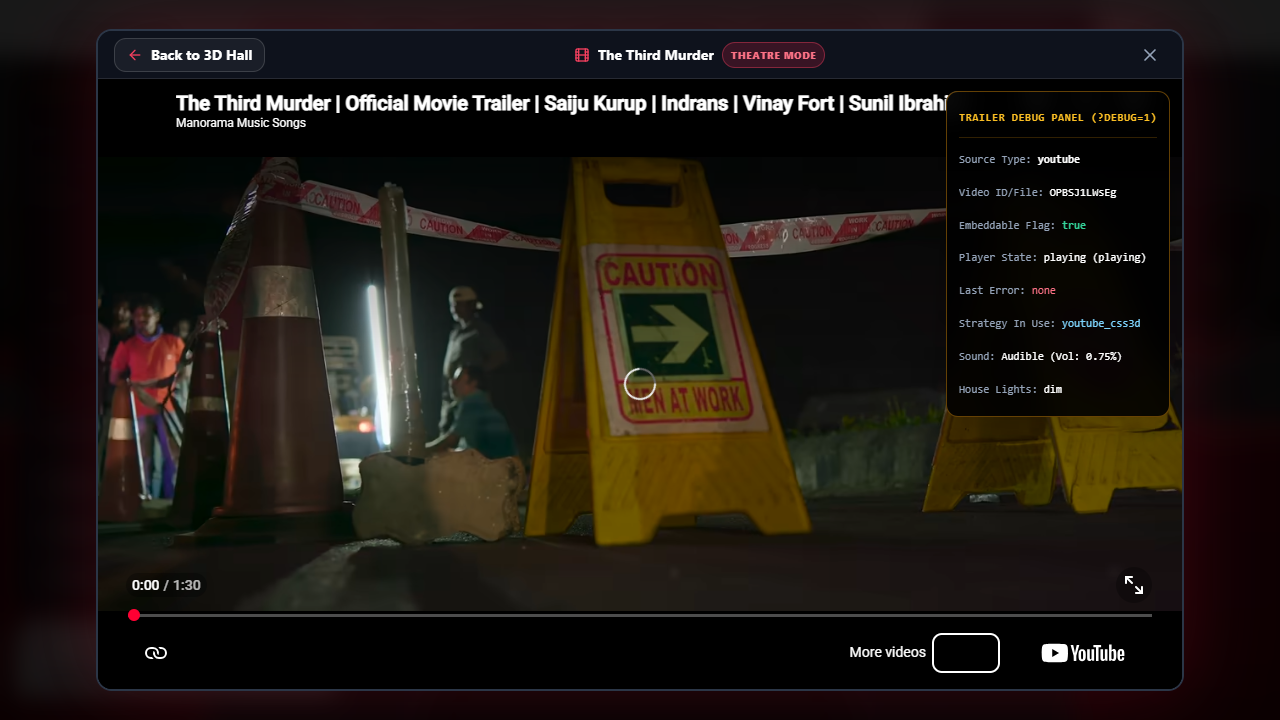 Back to 3D Hall
The Third Murder
THEATRE MODE
The Third Murder | Official Movie Trailer | Saiju Kurup | Indrans | Vinay Fort | Sunil Ibrahi
Manorama Music Songs
TRAILER DEBUG PANEL (?DEBUG=1)
Source Type: youtube
Video ID/File: OPBSJ1LWsEg
Embeddable Flag: true
Player State: playing (playing)
Last Error: none
Strategy In Use: youtube_css3d
Sound: Audible (Vol: 0.75%)
House Lights: dim
CAUTION
CAUTION
CAUTION
CAUTION
CAUTION
CAUTION
MEN AT WORK
0:00 / 1:30
More videos
YouTube